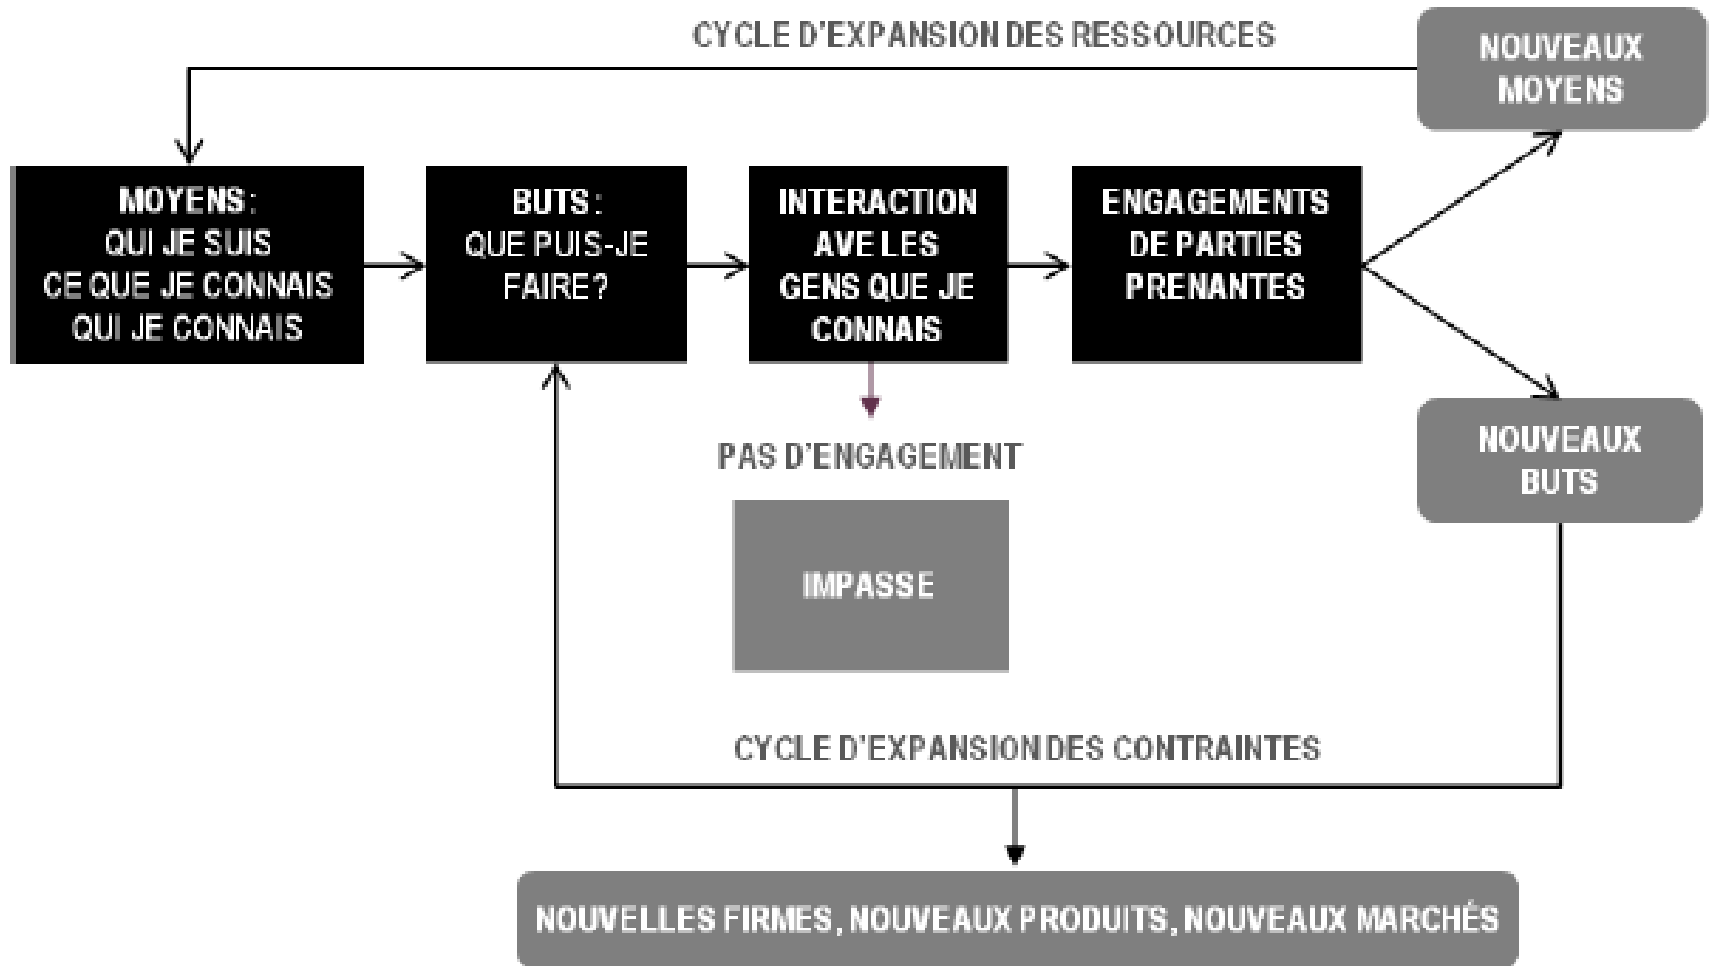 CYCLE D'EXPANSION DES RESSOURCES
NOUVEAUX
MOYENS
MOYENS :
QUI JE SUIS
CE QUE JE CONNAIS
QUI JE CONNAIS
BUTS :
QUE PUIS-JE
FAIRE ?
INTERACTION
AVE LES
GENS QUE JE
CONNAIS
ENGAGEMENTS
DE PARTIES
PRENANTES
PAS D'ENGAGEMENT
IMPASSE
NOUVEAUX
BUTS
CYCLE D'EXPANSION DES CONTRAINTES
NOUVELLES FIRMES, NOUVEAUX PRODUITS, NOUVEAUX MARCHÉS